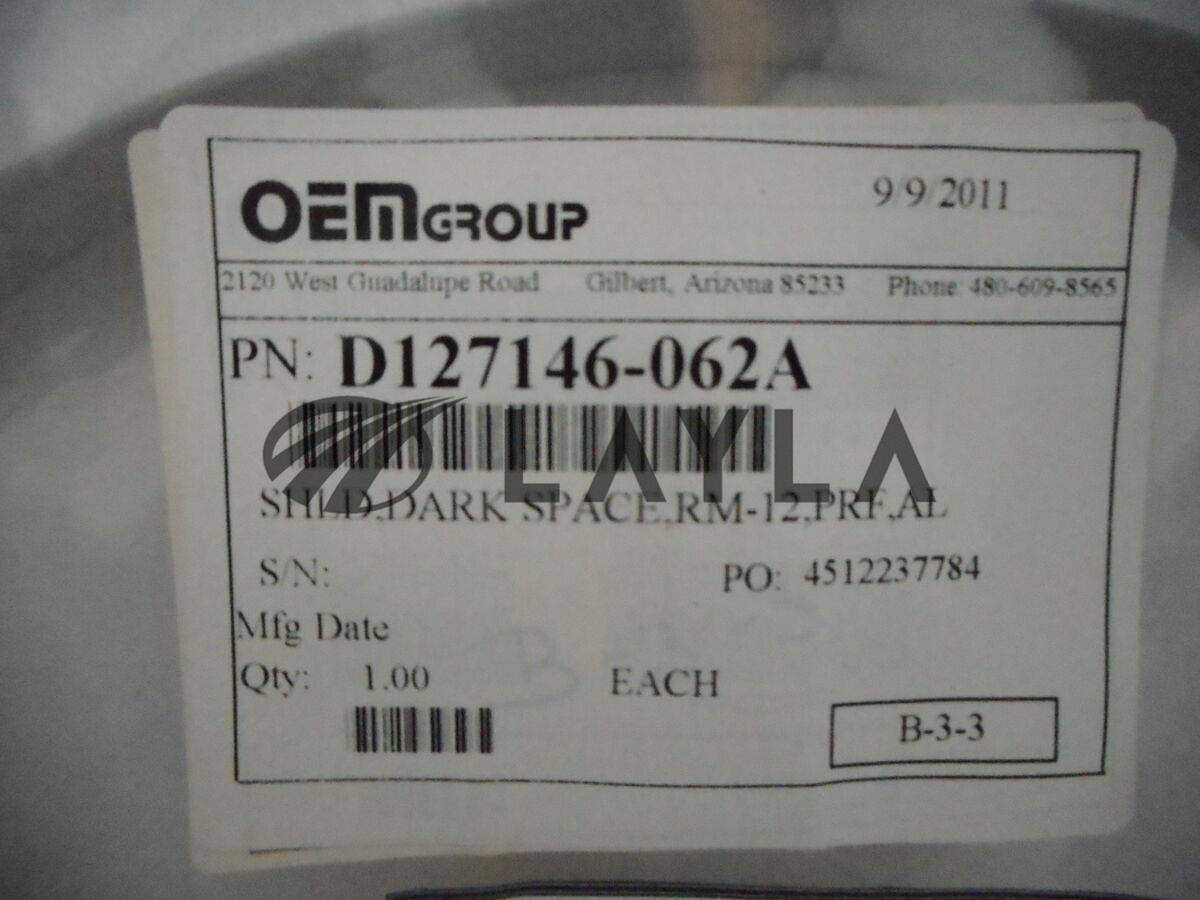 OEMGROUP
9/9/2011
2120 West Guadalupe Road Gilbert, Arizona 85233 Phone: 480-609-8565
PN: D127146-062A
LAYLA
SHLD,DARK SPACE,RM-12,PRF,AL
S/N:
PO: 4512237784
Mfg Date
Qty: 1.00 EACH
B-3-3